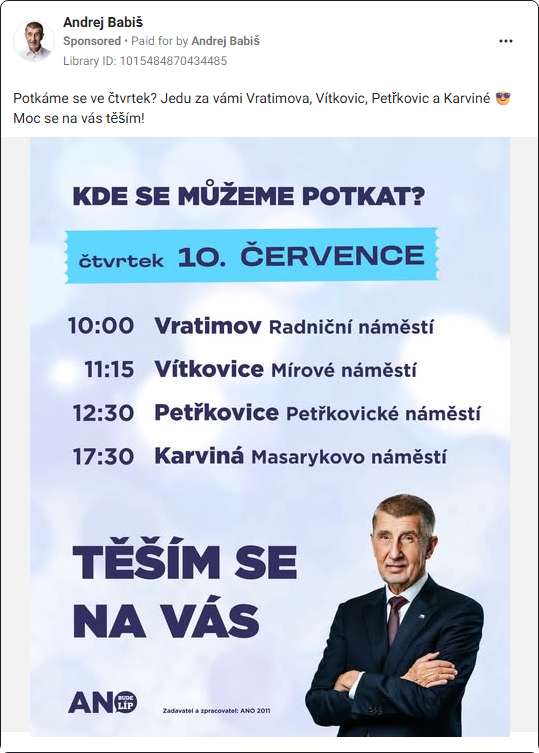 Andrej Babiš
Sponsored • Paid for by Andrej Babiš
Library ID: 1015484870434485
Potkáme se ve čtvrtek? Jedu za vámi Vratimova, Vítkovic, Petřkovic a Karviné 😎
Moc se na vás těším!
KDE SE MŮŽEME POTKAT?
čtvrtek 10. ČERVENCE
10:00 Vratimov Radniční náměstí
11:15 Vítkovice Mírové náměstí
12:30 Petřkovice Petřkovické náměstí
17:30 Karviná Masarykovo náměstí
TĚŠÍM SE
NA VÁS
ANO BUDE LÍP
Zadavatel a zpracovatel: ANO 2011